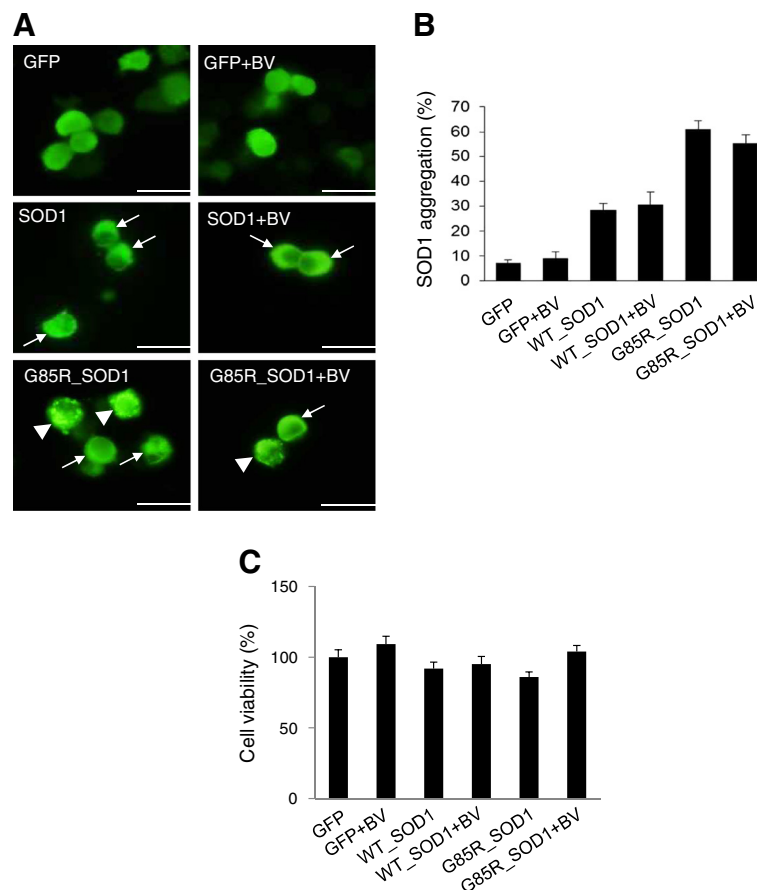 A
GFP
GFP+BV
SOD1
SOD1+BV
G85R_SOD1
G85R_SOD1+BV
B
SOD1 aggregation (%)
70
60
50
40
30
20
10
0
GFP
GFP+BV
WT_SOD1
WT_SOD1+BV
G85R_SOD1
G85R_SOD1+BV
C
Cell viability (%)
150
100
50
0
GFP
GFP+BV
WT_SOD1
WT_SOD1+BV
G85R_SOD1
G85R_SOD1+BV